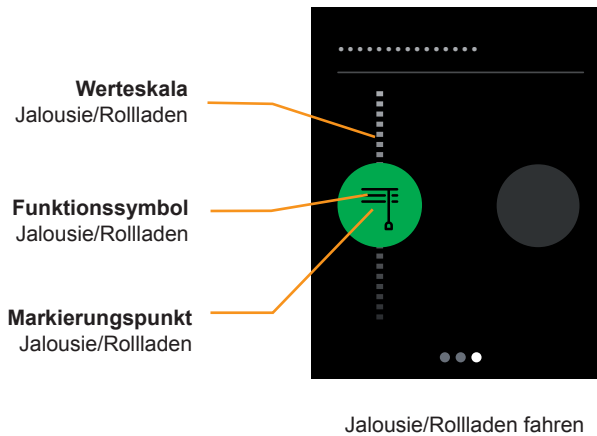 Werteskala
Jalousie/Rollladen
Funktionssymbol
Jalousie/Rollladen
Markierungspunkt
Jalousie/Rollladen
Jalousie/Rollladen fahren